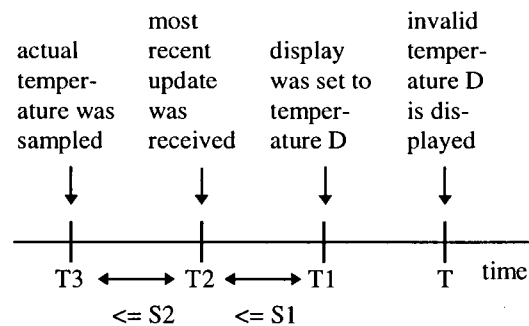 actual
temper-
ature was
sampled
most
recent
update
was
received
display
was set to
temper-
ature D
invalid
temper-
ature D
is dis-
played
T3
T2
T1
T
time
<= S2
<= S1